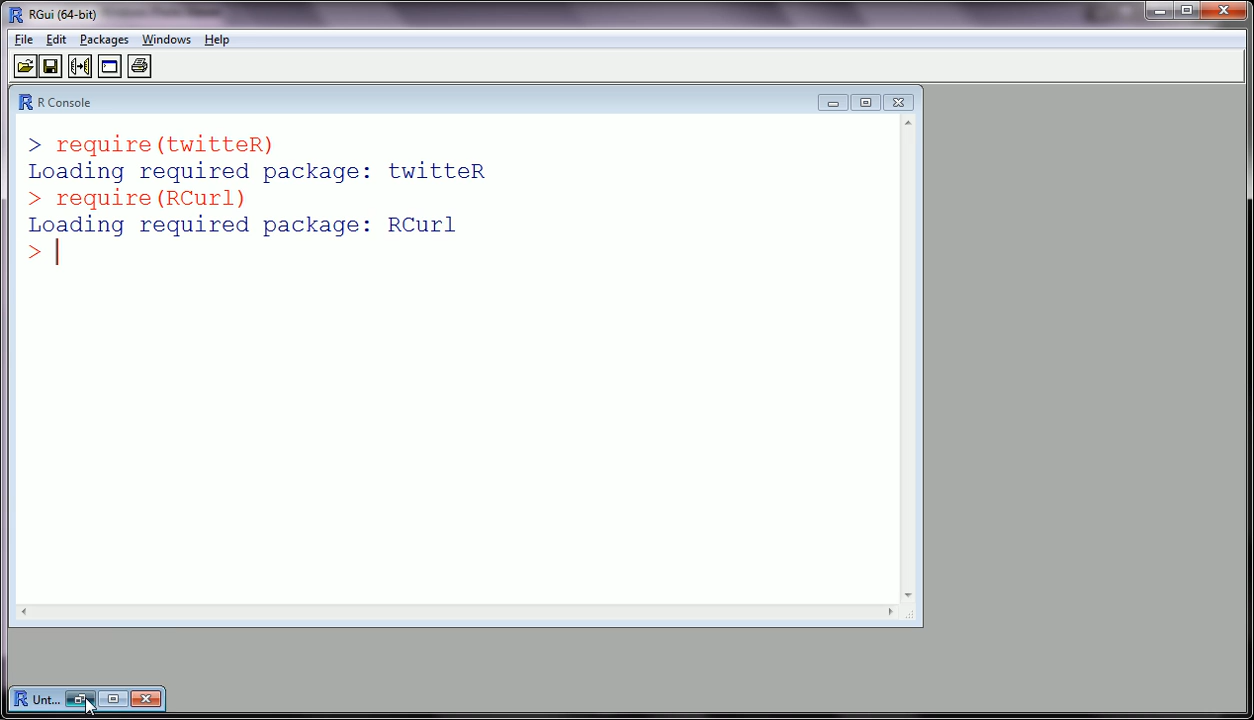 RGui (64-bit)
File Edit Packages Windows Help
R Console
> require(twitteR)
Loading required package: twitteR
> require(RCurl)
Loading required package: RCurl
>
Unt...